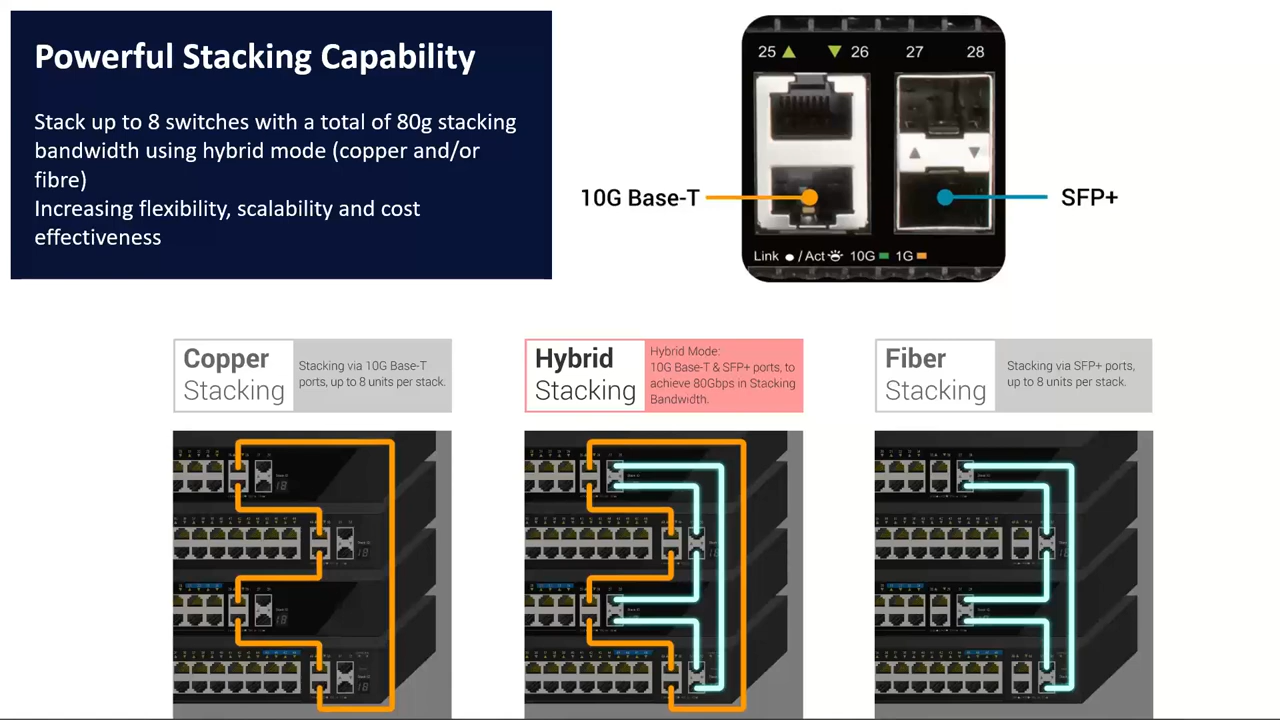 Powerful Stacking Capability
Stack up to 8 switches with a total of 80g stacking
bandwidth using hybrid mode (copper and/or
fibre)
Increasing flexibility, scalability and cost
effectiveness
25 26 27 28
10G Base-T
SFP+
Link /Act 10G 1G
Copper
Stacking
Stacking via 10G Base-T
ports, up to 8 units per stack.
Hybrid
Stacking
Hybrid Mode:
10G Base-T & SFP+ ports, to
achieve 80Gbps in Stacking
Bandwidth.
Fiber
Stacking
Stacking via SFP+ ports,
up to 8 units per stack.